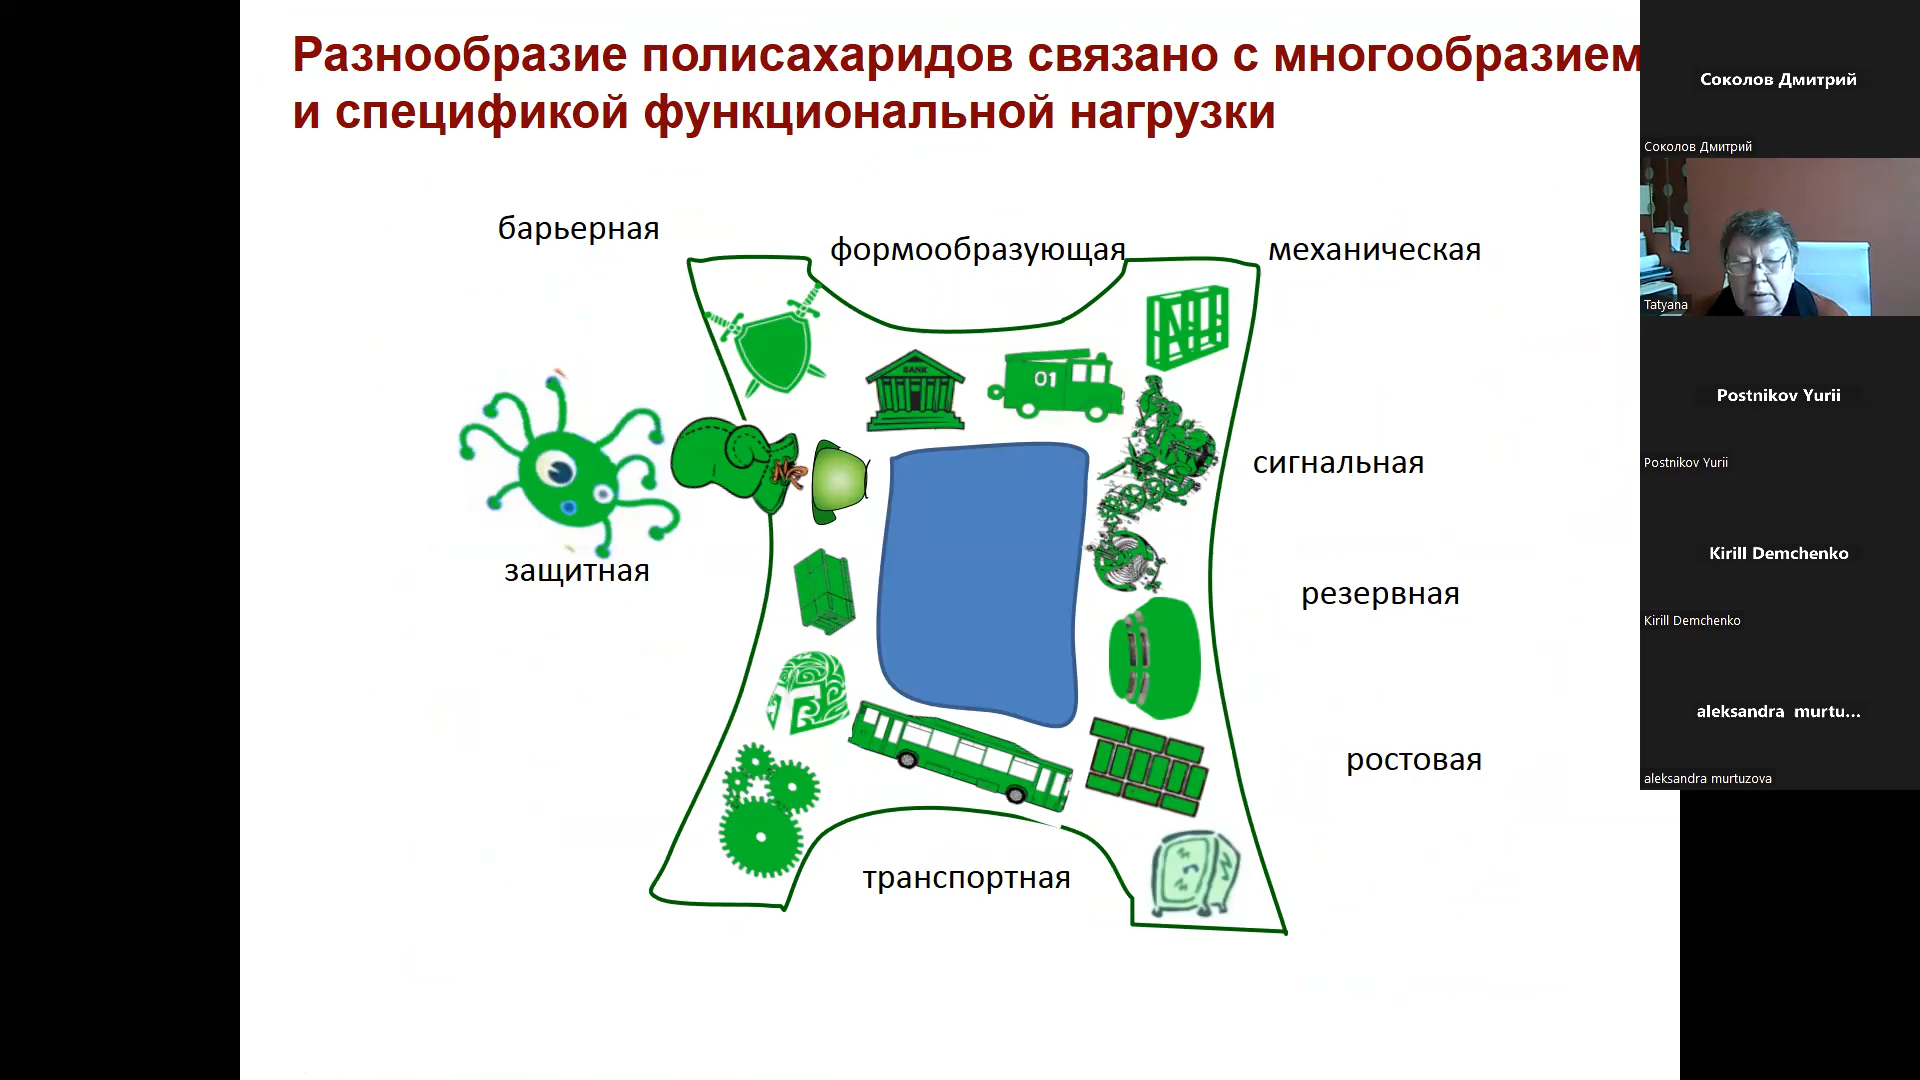 Разнообразие полисахаридов связано с многообразием
и спецификой функциональной нагрузки
барьерная
формообразующая
механическая
BANK
01
сигнальная
защитная
резервная
ростовая
транспортная
Соколов Дмитрий
Соколов Дмитрий
Tatyana
Postnikov Yurii
Postnikov Yurii
Kirill Demchenko
Kirill Demchenko
aleksandra murtu...
aleksandra murtuzova